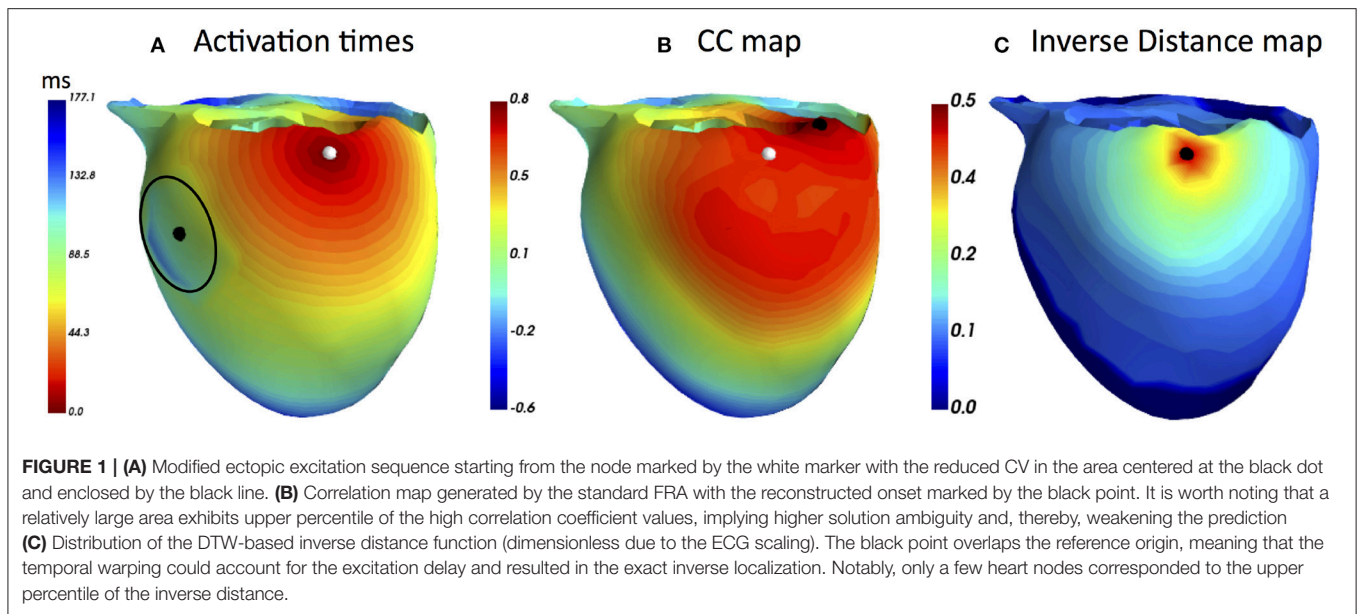 A Activation times
B CC map
C Inverse Distance map
ms
177.1
132.8
88.5
44.3
0.0
0.8
0.5
0.1
-0.2
-0.6
0.5
0.4
0.2
0.1
0.0
FIGURE 1 | (A) Modified ectopic excitation sequence starting from the node marked by the white marker with the reduced CV in the area centered at the black dot
and enclosed by the black line. (B) Correlation map generated by the standard FRA with the reconstructed onset marked by the black point. It is worth noting that a
relatively large area exhibits upper percentile of the high correlation coefficient values, implying higher solution ambiguity and, thereby, weakening the prediction
(C) Distribution of the DTW-based inverse distance function (dimensionless due to the ECG scaling). The black point overlaps the reference origin, meaning that the
temporal warping could account for the excitation delay and resulted in the exact inverse localization. Notably, only a few heart nodes corresponded to the upper
percentile of the inverse distance.